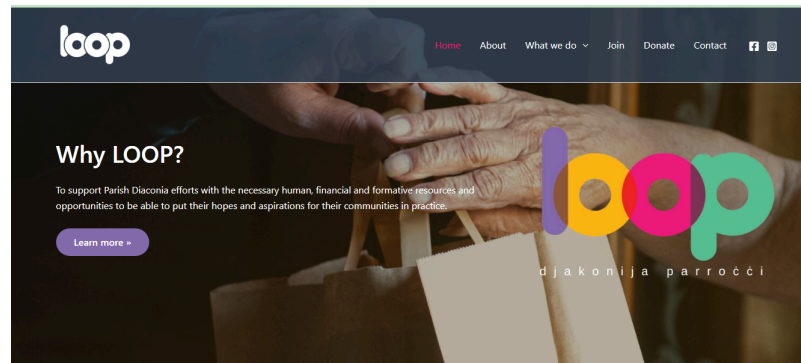 loop
Home About What we do Join Donate Contact
Why LOOP?
To support Parish Diaconia efforts with the necessary human, financial and formative resources and
opportunities to be able to put their hopes and aspirations for their communities in practice.
Learn more »
loop
djakonija parroċċi